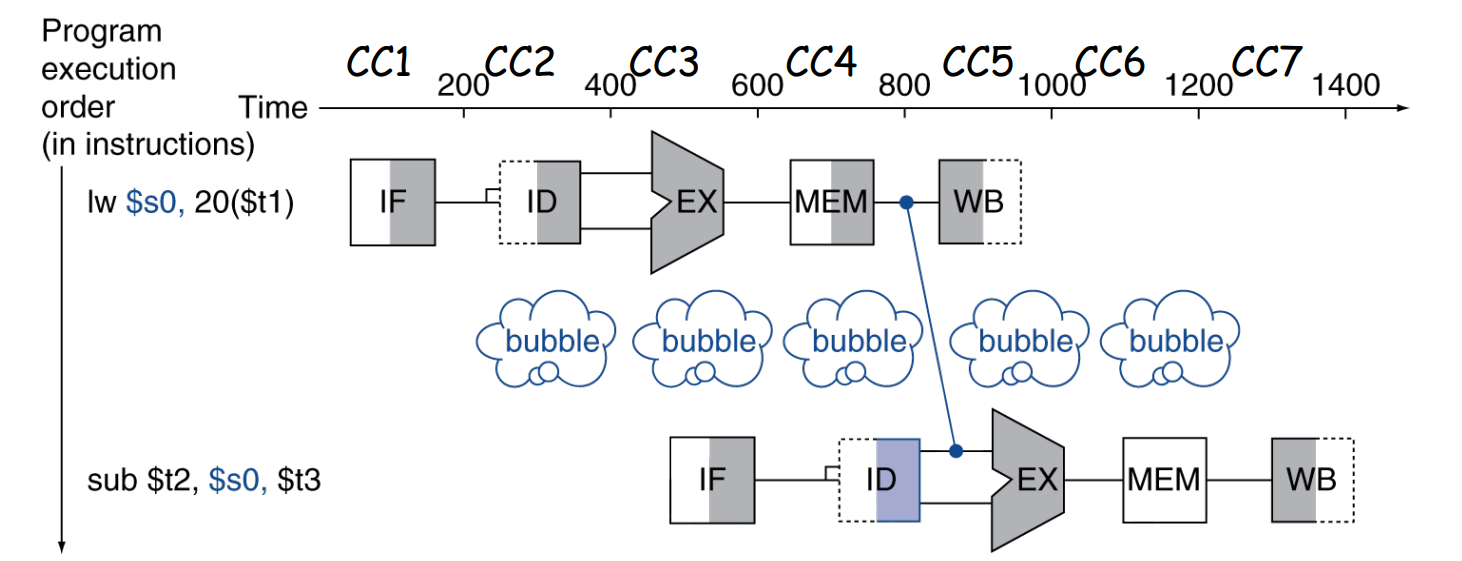 Program
execution
order
(in instructions)
Time
CC1 CC2 CC3 CC4 CC5 CC6 CC7
200 400 600 800 1000 1200 1400
lw $s0, 20($t1)
IF ID EX MEM WB
bubble bubble bubble bubble bubble
sub $t2, $s0, $t3
IF ID EX MEM WB